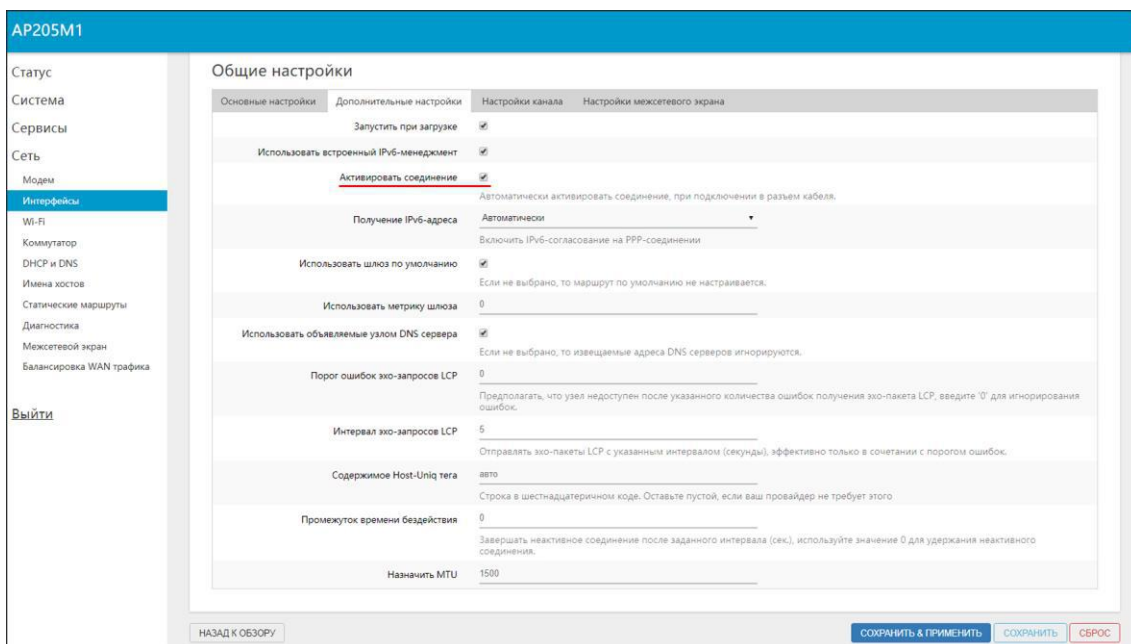 AP205M1
Статус
Система
Сервисы
Сеть
Модем
Интерфейсы
Wi-Fi
Коммутатор
DHCP и DNS
Имена хостов
Статические маршруты
Диагностика
Межсетевой экран
Балансировка WAN трафика
Выйти
Общие настройки
Основные настройки Дополнительные настройки Настройки канала Настройки межсетевого экрана
Запустить при загрузке
Использовать встроенный IPv6-менеджмент
Активировать соединение
Автоматически активировать соединение, при подключении в разъем кабеля.
Получение IPv6-адреса Автоматически
Включить IPv6-согласование на PPP-соединении
Использовать шлюз по умолчанию
Если не выбрано, то маршрут по умолчанию не настраивается.
Использовать метрику шлюза 0
Использовать объявляемые узлом DNS сервера
Если не выбрано, то извещаемые адреса DNS серверов игнорируются.
Порог ошибок эхо-запросов LCP 0
Предполагать, что узел недоступен после указанного количества ошибок получения эхо-пакета LCP, введите '0' для игнорирования
ошибок.
Интервал эхо-запросов LCP 5
Отправлять эхо-пакеты LCP с указанным интервалом (секунды), эффективно только в сочетании с порогом ошибок.
Содержимое Host-Uniq тега авто
Строка в шестнадцатеричном коде. Оставьте пустой, если ваш провайдер не требует этого
Промежуток времени бездействия 0
Завершать неактивное соединение после заданного интервала (сек.), используйте значение 0 для удержания неактивного
соединения.
Назначить MTU 1500
НАЗАД К ОБЗОРУ СОХРАНИТЬ & ПРИМЕНИТЬ СОХРАНИТЬ СБРОС